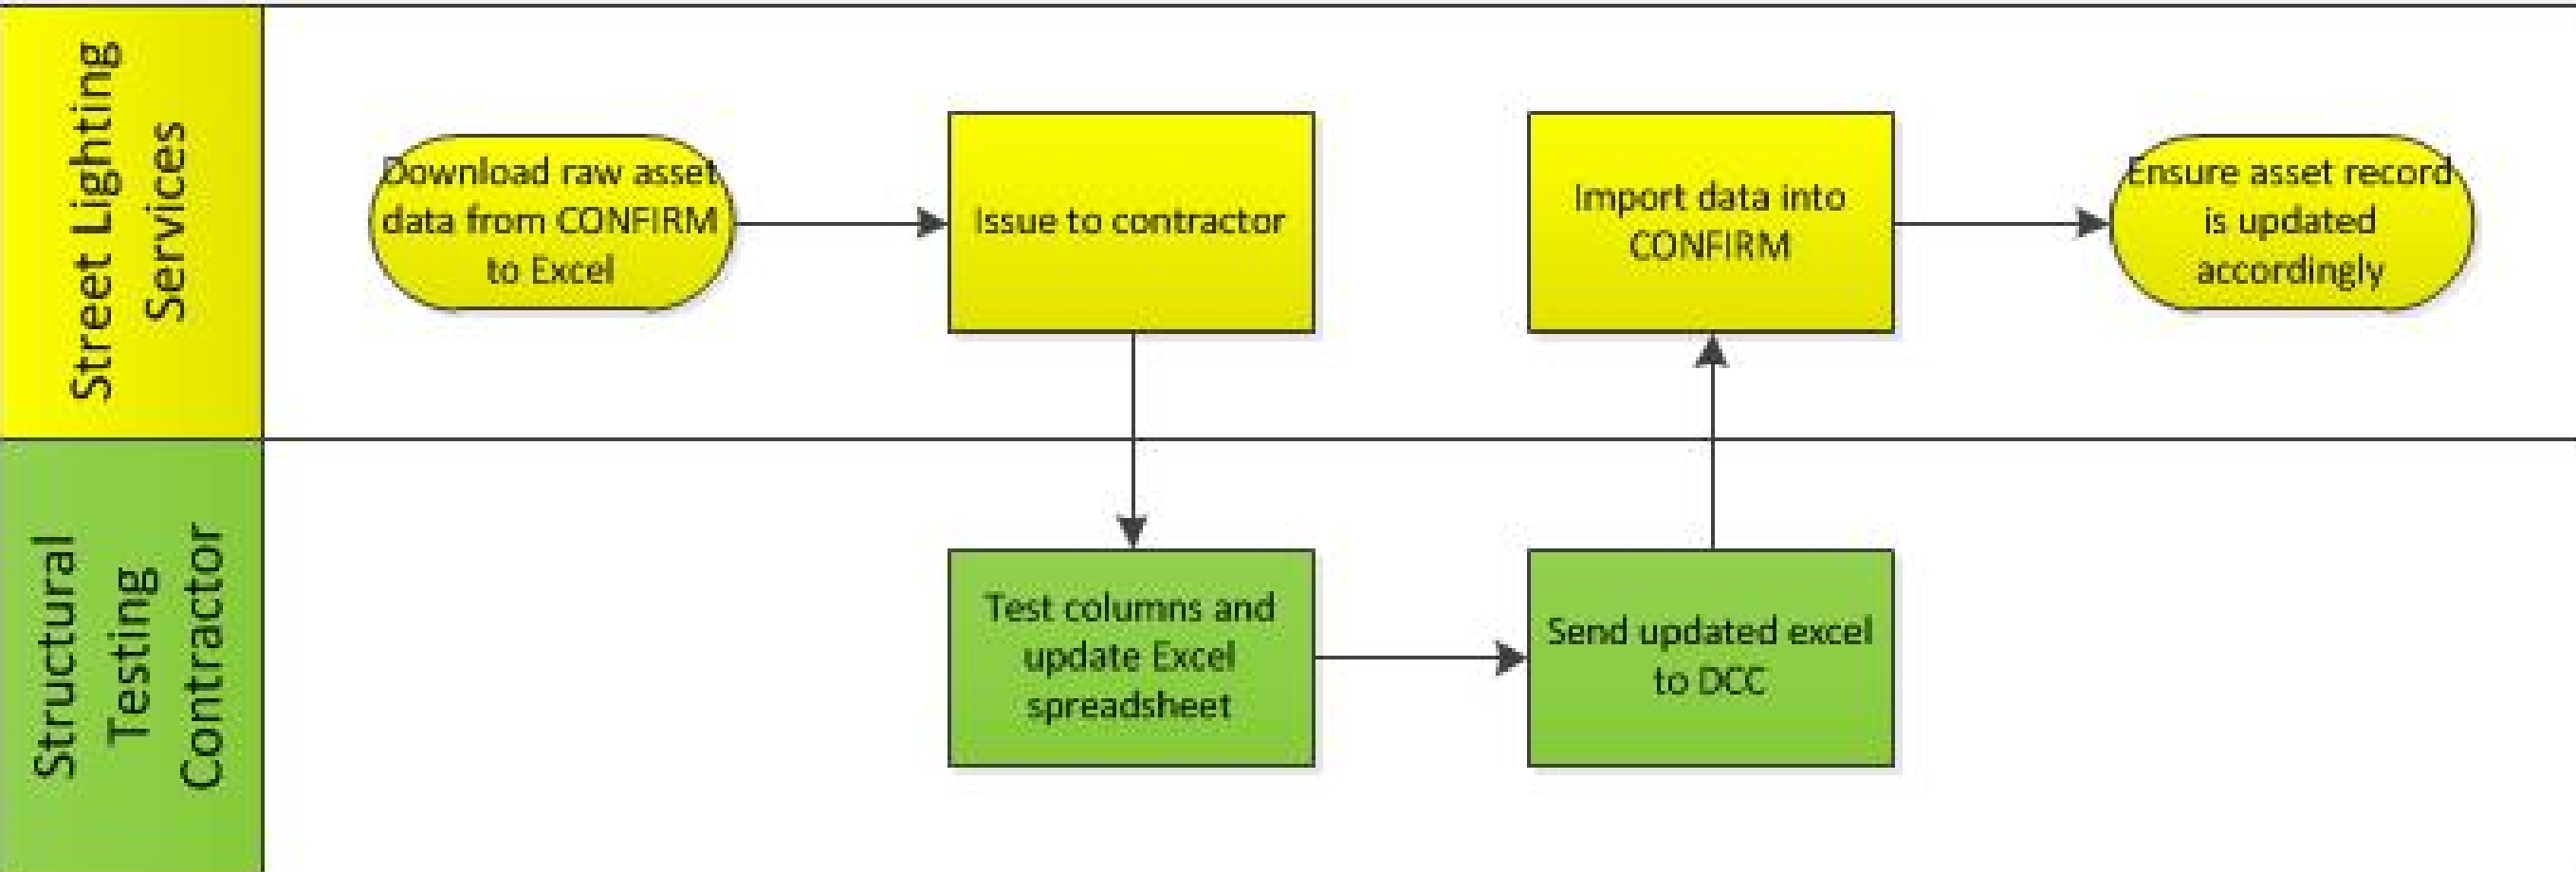 Street Lighting
Services
Download raw asset
data from CONFIRM
to Excel
Issue to contractor
Import data into
CONFIRM
Ensure asset record
is updated
accordingly
Structural
Testing
Contractor
Test columns and
update Excel
spreadsheet
Send updated excel
to DCC